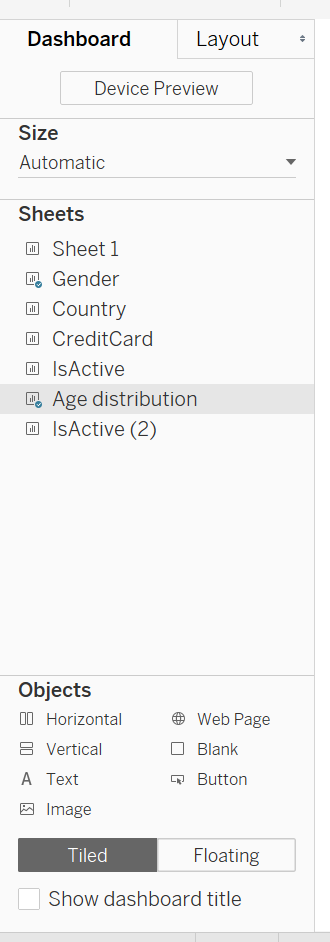 Dashboard Layout
Device Preview
Size
Automatic
Sheets
Sheet 1
Gender
Country
CreditCard
IsActive
Age distribution
IsActive (2)
Objects
Horizontal Web Page
Vertical Blank
Text Button
Image
Tiled Floating
Show dashboard title